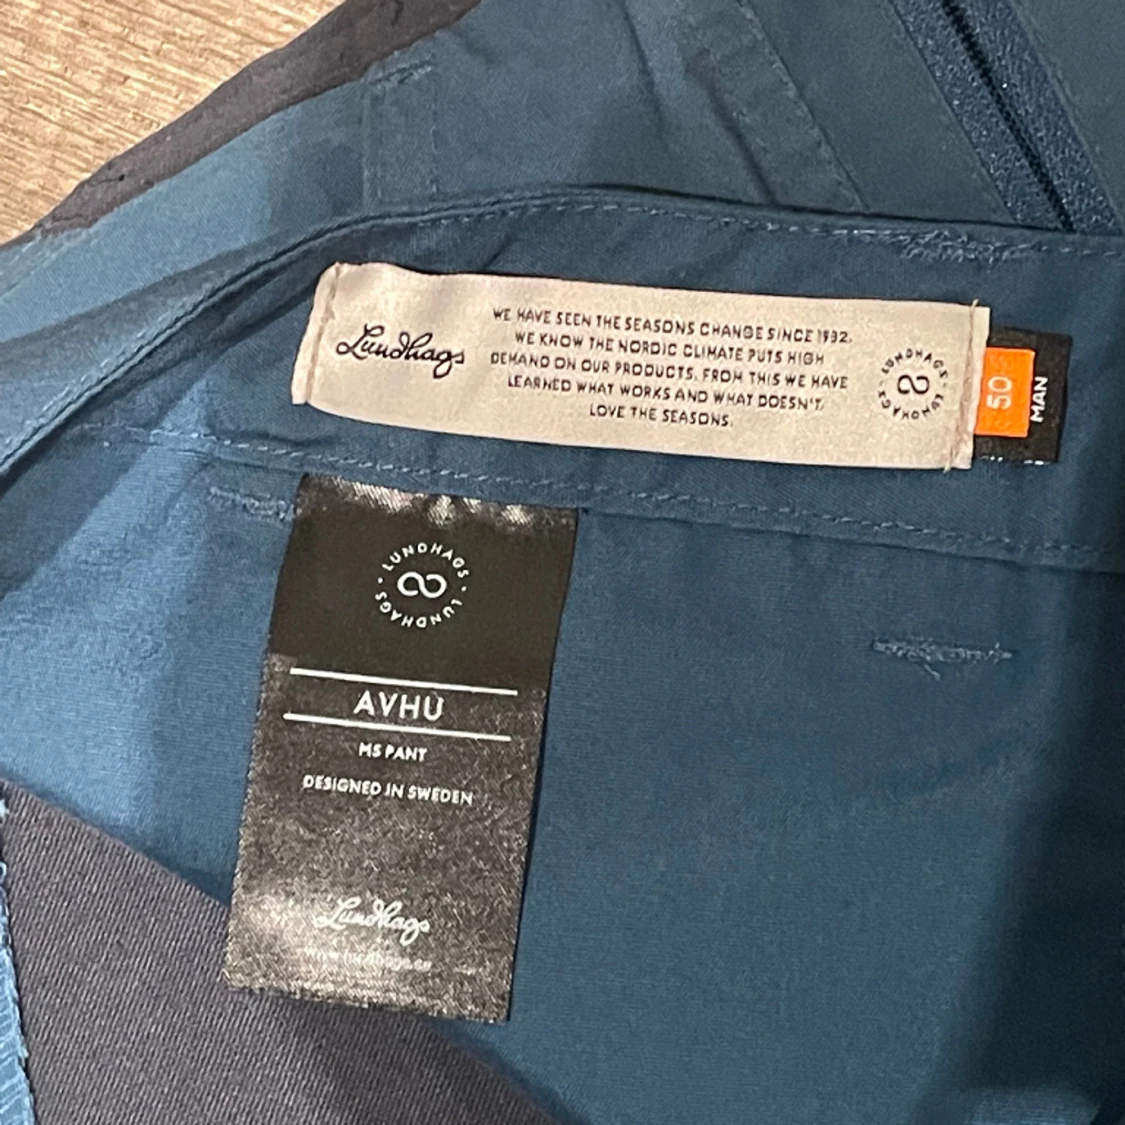 Lundhags
WE HAVE SEEN THE SEASONS CHANGE SINCE 1932.
WE KNOW THE NORDIC CLIMATE PUTS HIGH
DEMAND ON OUR PRODUCTS. FROM THIS WE HAVE
LEARNED WHAT WORKS AND WHAT DOESN'T.
LOVE THE SEASONS.
LUNDHAGS · LUNDHAGS ·
50
MAN
LUNDHAGS · LUNDHAGS ·
AVHU
MS PANT
DESIGNED IN SWEDEN
Lundhags